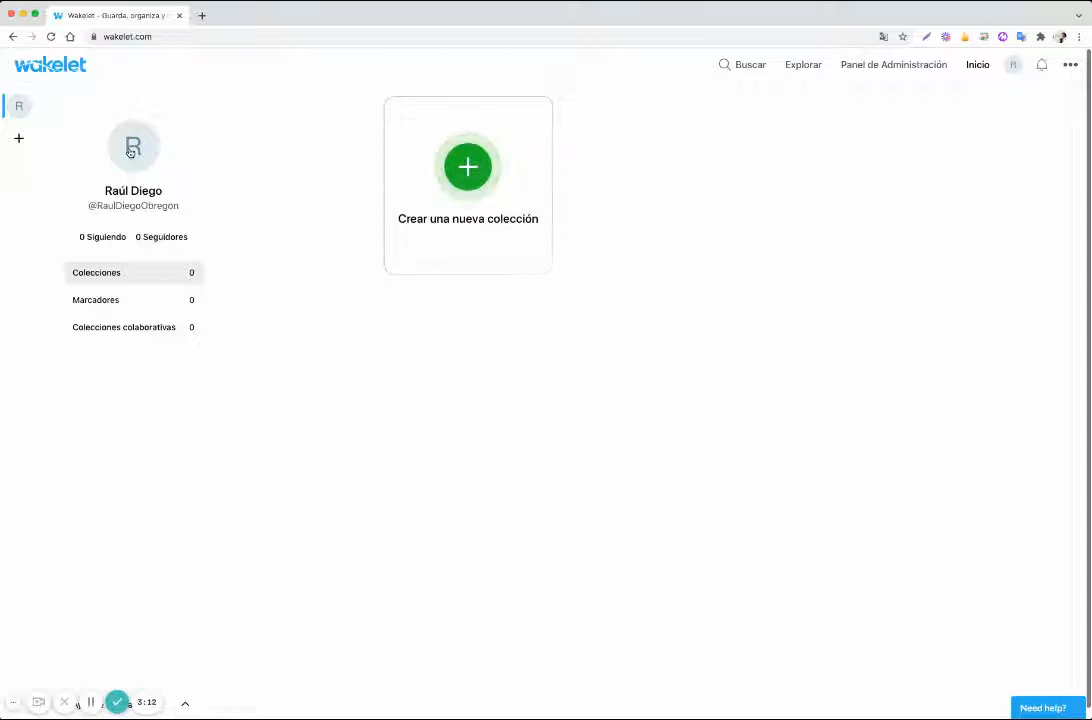 Wakelet - Guarda, organiza y
wakelet.com
wakelet
Buscar
Explorar
Panel de Administración
Inicio
R
R
R
Raúl Diego
@RaulDiegoObregon
0 Siguiendo 0 Seguidores
Colecciones 0
Marcadores 0
Colecciones colaborativas 0
Crear una nueva colección
3:12
Need help?